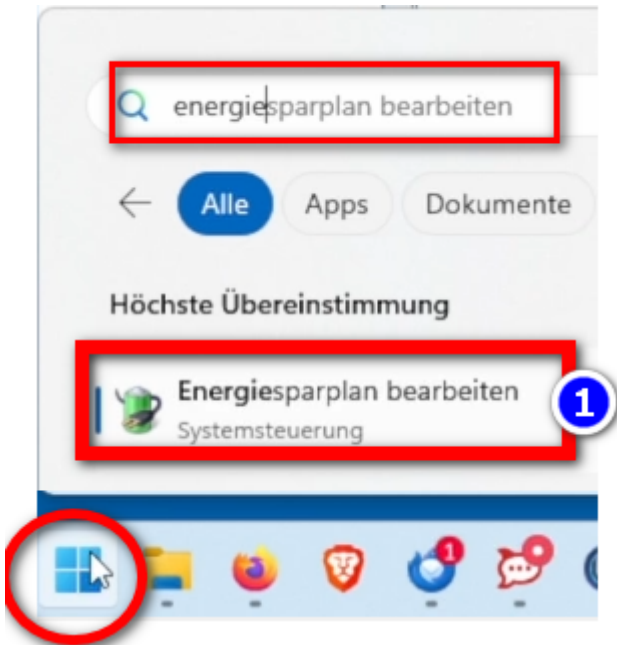 energiesparplan bearbeiten
Alle Apps Dokumente
Höchste Übereinstimmung
Energiesparplan bearbeiten
Systemsteuerung
1
1